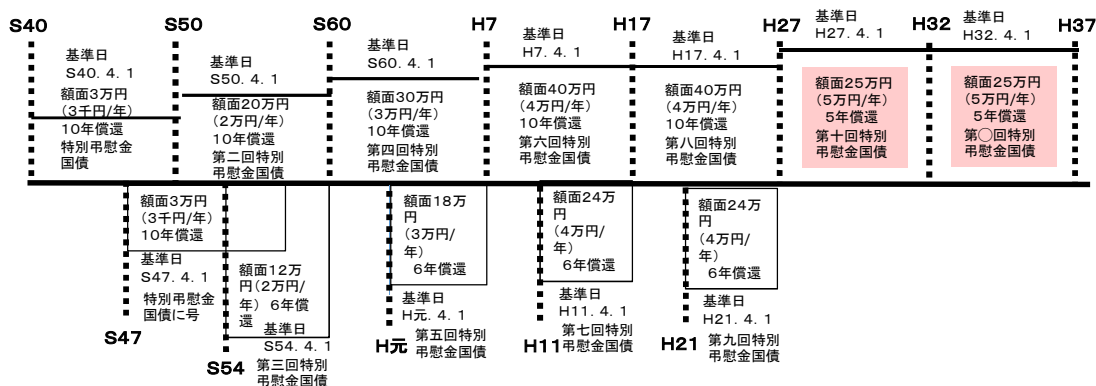 S40
S50
S60
H7
H17
H27
H32
H37
基準日
S40.4.1
額面3万円
(3千円/年)
10年償還
特別弔慰金
国債
基準日
S50.4.1
額面20万円
(2万円/年)
10年償還
第二回特別
弔慰金国債
基準日
S60.4.1
額面30万円
(3万円/年)
10年償還
第四回特別
弔慰金国債
基準日
H7.4.1
額面40万円
(4万円/年)
10年償還
第六回特別
弔慰金国債
基準日
H17.4.1
額面40万円
(4万円/年)
10年償還
第八回特別
弔慰金国債
基準日
H27.4.1
額面25万円
(5万円/年)
5年償還
第十回特別
弔慰金国債
基準日
H32.4.1
額面25万円
(5万円/年)
5年償還
第○回特別
弔慰金国債
額面3万円
(3千円/年)
10年償還
基準日
S47.4.1
特別弔慰金
国債に号
S47
額面12万
円(2万円/
年) 6年償
還
基準日
S54.4.1
S54
第三回特別
弔慰金国債
額面18万
円
(3万円/
年)
6年償還
基準日
H元.4.1
H元
第五回特別
弔慰金国債
額面24万
円
(4万円/
年)
6年償還
基準日
H11.4.1
H11
第七回特別
弔慰金国債
額面24万
円
(4万円/
年)
6年償還
基準日
H21.4.1
H21
第九回特別
弔慰金国債